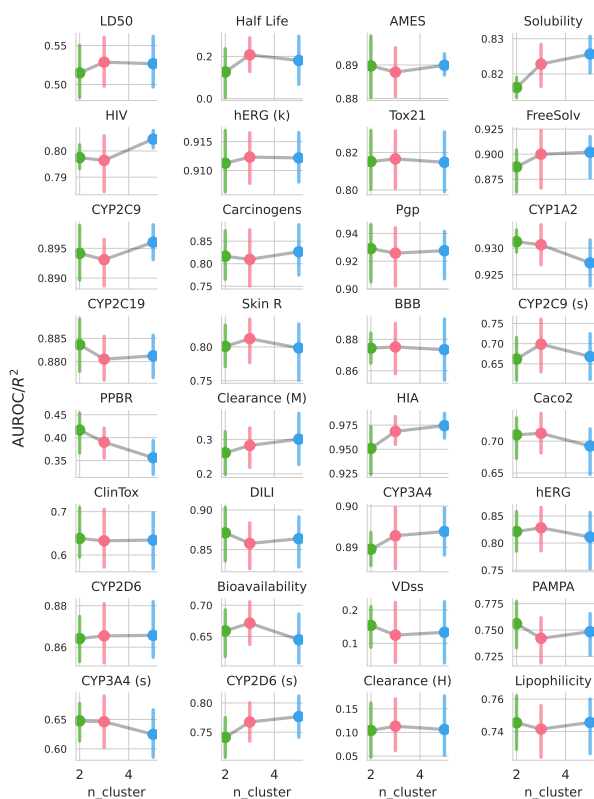 LD50 Half Life AMES Solubility
0.55 0.50
0.2 0.0
0.89 0.88
0.83 0.82
HIV hERG (k) Tox21 FreeSolv
0.80 0.79
0.915 0.910
0.82 0.80
0.925 0.900 0.875
CYP2C9 Carcinogens Pgp CYP1A2
0.895 0.890
0.85 0.80 0.75
0.94 0.92 0.90
0.930 0.925
CYP2C19 Skin R BBB CYP2C9 (s)
0.885 0.880
0.80 0.75
0.88 0.86
0.75 0.70 0.65
AUROC/R²
PPBR Clearance (M) HIA Caco2
0.45 0.40 0.35
0.3 0.2
0.975 0.950 0.925
0.70 0.65
ClinTox DILI CYP3A4 hERG
0.7 0.6
0.90 0.85
0.90 0.89
0.85 0.80 0.75
CYP2D6 Bioavailability VDss PAMPA
0.88 0.86
0.70 0.65
0.2 0.1
0.775 0.750 0.725
CYP3A4 (s) CYP2D6 (s) Clearance (H) Lipophilicity
0.65 0.60
0.80 0.75
0.15 0.10 0.05
0.76 0.74
2 4 2 4 2 4 2 4
n_cluster n_cluster n_cluster n_cluster